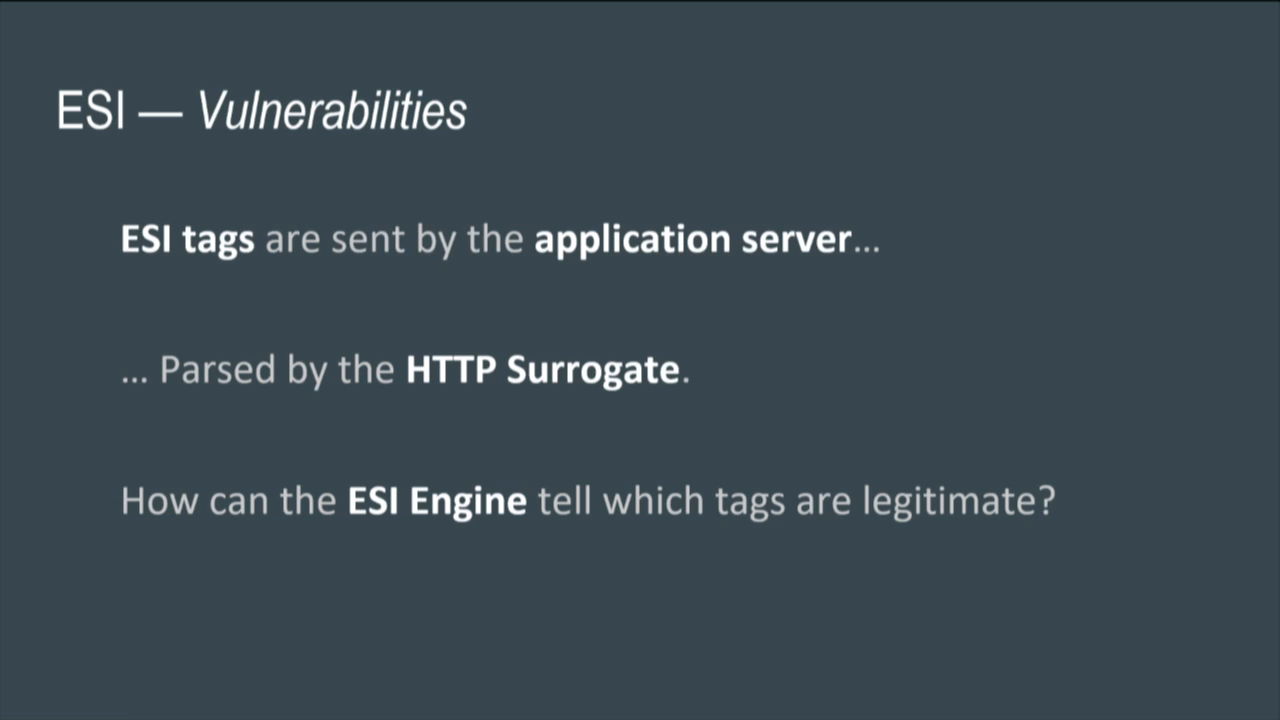 ESI — Vulnerabilities
ESI tags are sent by the application server...
... Parsed by the HTTP Surrogate.
How can the ESI Engine tell which tags are legitimate?